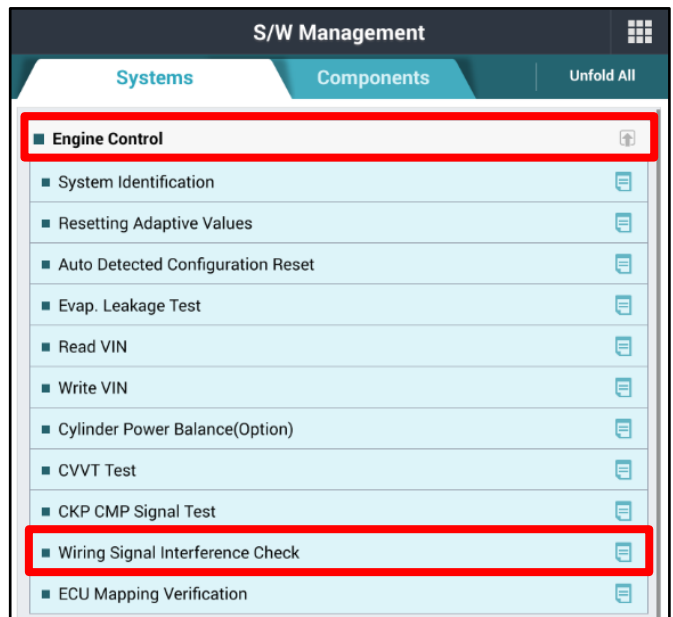 S/W Management
Systems
Components
Unfold All
Engine Control
System Identification
Resetting Adaptive Values
Auto Detected Configuration Reset
Evap. Leakage Test
Read VIN
Write VIN
Cylinder Power Balance(Option)
CVVT Test
CKP CMP Signal Test
Wiring Signal Interference Check
ECU Mapping Verification